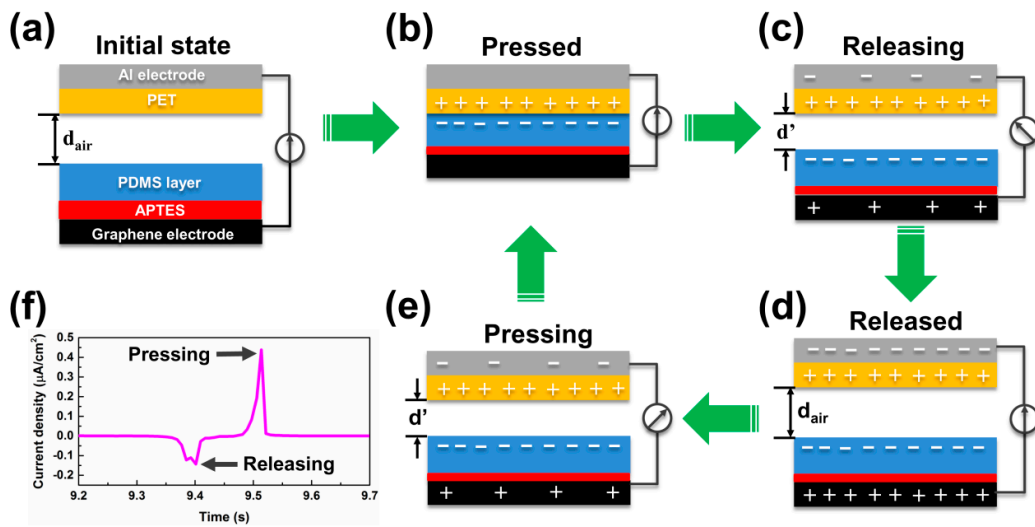 (a)
Initial state
Al electrode
PET
d_air
PDMS layer
APTES
Graphene electrode
(b)
Pressed
+ + + + + + + + +
− − − − − − − − −
(c)
Releasing
− − − −
+ + + + + + + + +
d’
− − − − − − − − −
+ + + +
(f)
Current density (μA/cm²)
0.5
0.4
0.3
0.2
0.1
0.0
-0.1
-0.2
Pressing
Releasing
9.2 9.3 9.4 9.5 9.6 9.7
Time (s)
(e)
Pressing
− − − −
+ + + + + + + + +
d’
− − − − − − − − −
+ + + +
(d)
Released
− − − − − − − − −
+ + + + + + + + +
d_air
− − − − − − − − −
+ + + + + + + + +